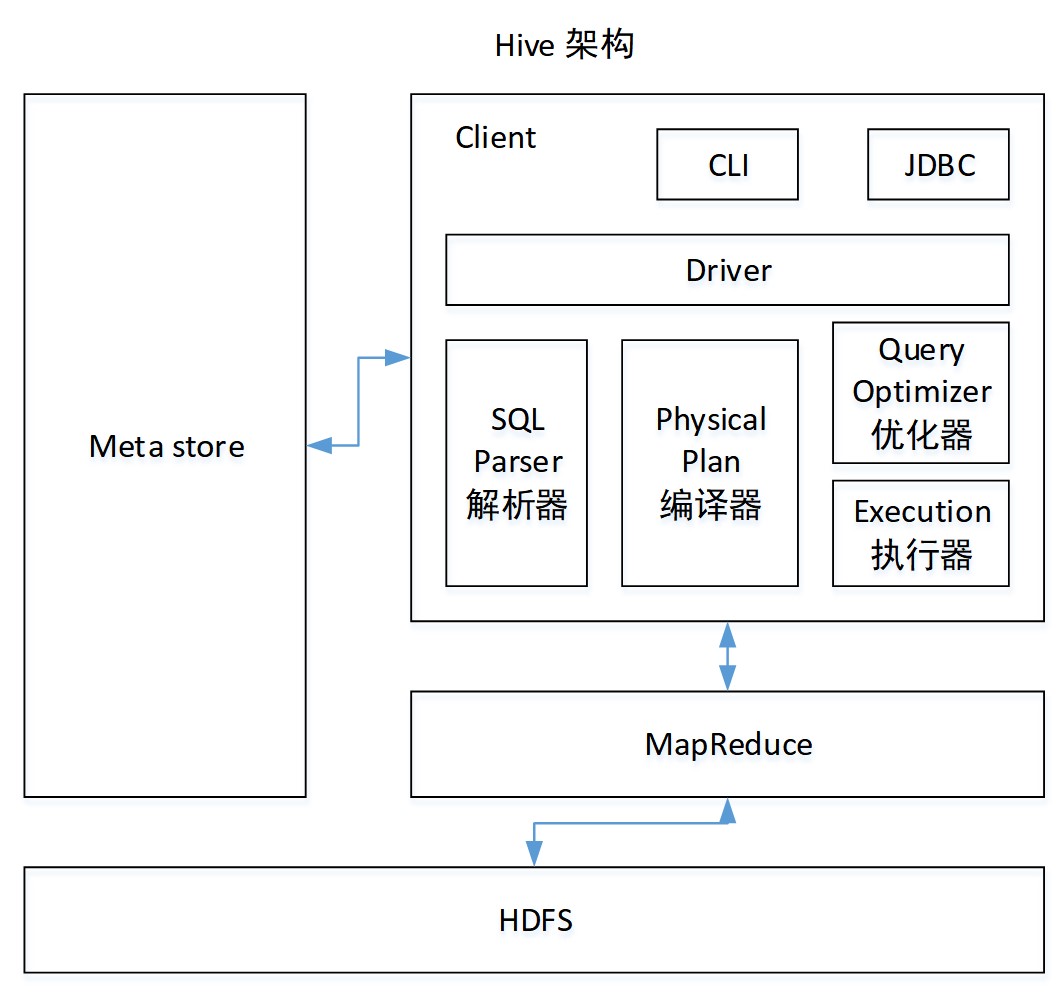 Hive 架构
Client
CLI
JDBC
Driver
Meta store
SQL
Parser
解析器
Physical
Plan
编译器
Query
Optimizer
优化器
Execution
执行器
MapReduce
HDFS